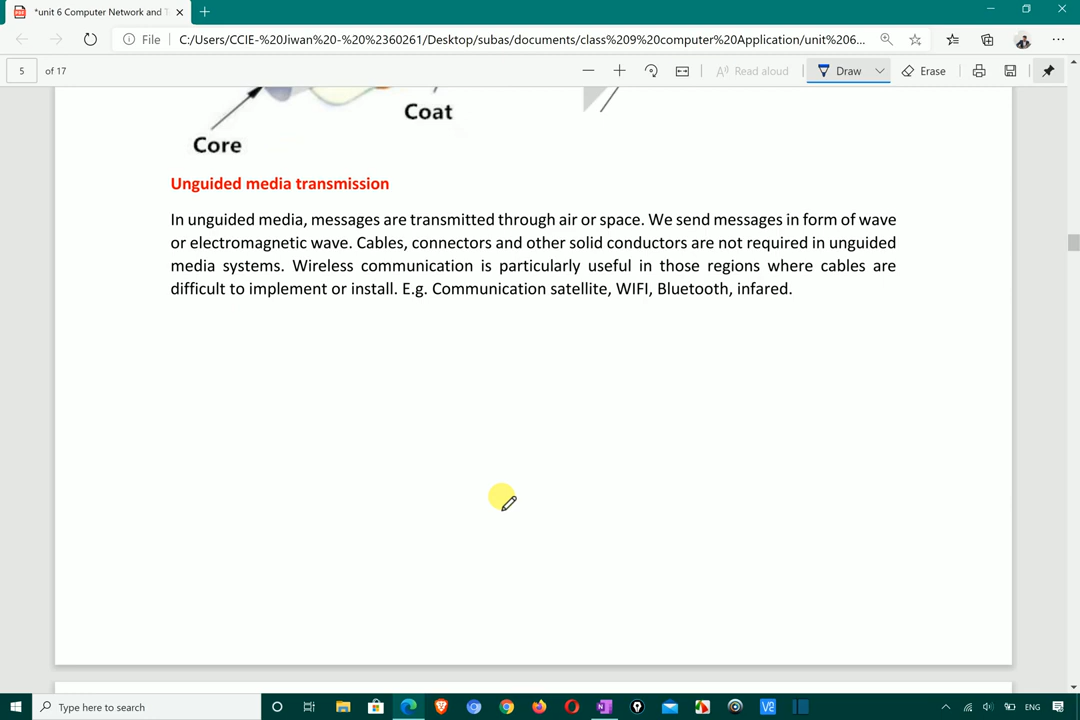 *unit 6 Computer Network and T
File
C:/Users/CCIE-%20Jiwan%20-%20%2360261/Desktop/subas/documents/class%209%20computer%20Application/unit%206...
5 of 17
Read aloud
Draw
Erase
Coat
Core
Unguided media transmission
In unguided media, messages are transmitted through air or space. We send messages in form of wave
or electromagnetic wave. Cables, connectors and other solid conductors are not required in unguided
media systems. Wireless communication is particularly useful in those regions where cables are
difficult to implement or install. E.g. Communication satellite, WIFI, Bluetooth, infared.
Type here to search
ENG